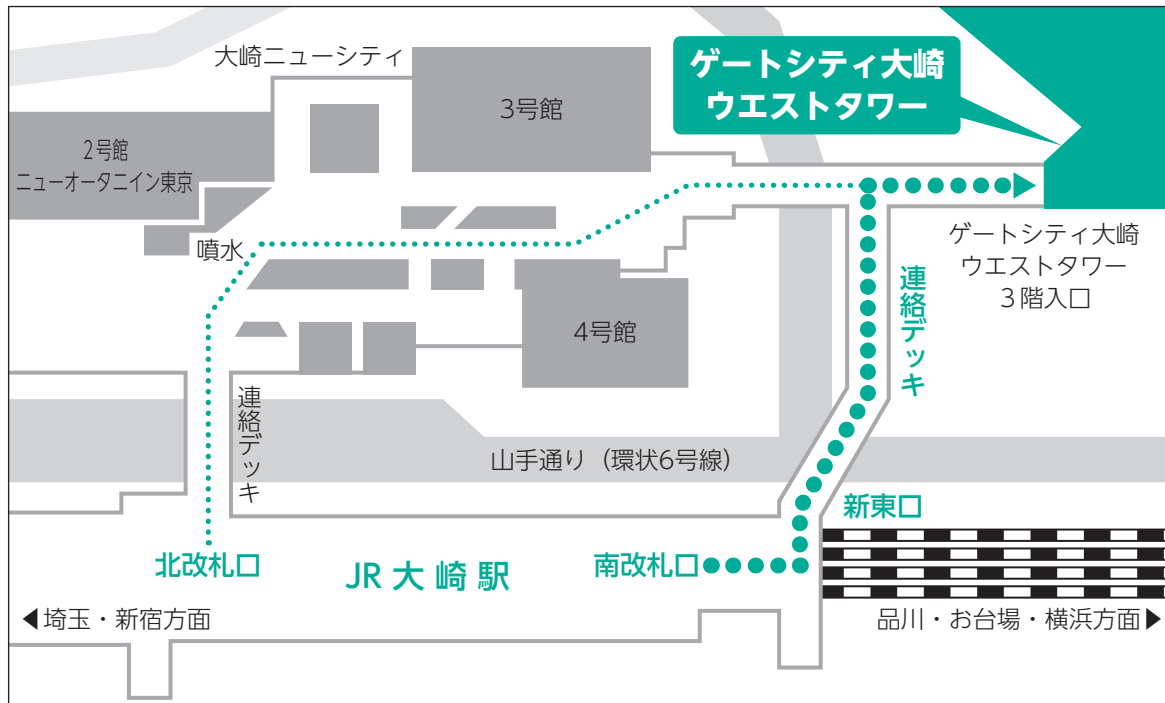 大崎ニューシティ
3号館
ゲートシティ大崎
ウエストタワー
2号館
ニューオータニイン東京
噴水
ゲートシティ大崎
ウエストタワー
3階入口
連絡デッキ
4号館
連絡デッキ
山手通り（環状6号線）
新東口
北改札口
JR大崎駅
南改札口
◀埼玉・新宿方面
品川・お台場・横浜方面▶